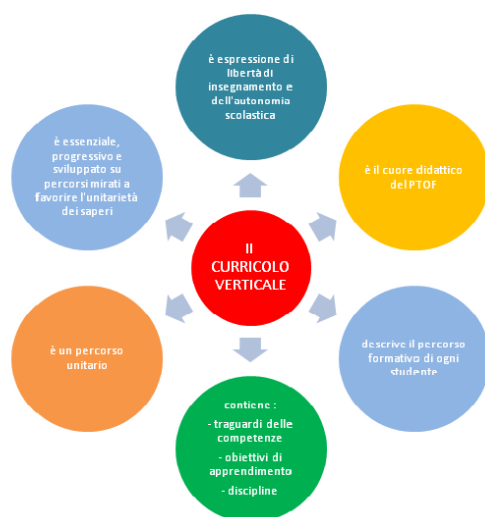 è espressione di
libertà di
insegnamento e
dell'autonomia
scolastica
è essenziale,
progressivo e
sviluppato su
percorsi mirati a
favorire l'unitarietà
dei saperi
è il cuore didattico
del PTOF
Il
CURRICOLO
VERTICALE
è un percorso
unitario
descrive il percorso
formativo di ogni
studente
contiene :
- traguardi delle
competenze
- obiettivi di
apprendimento
- discipline